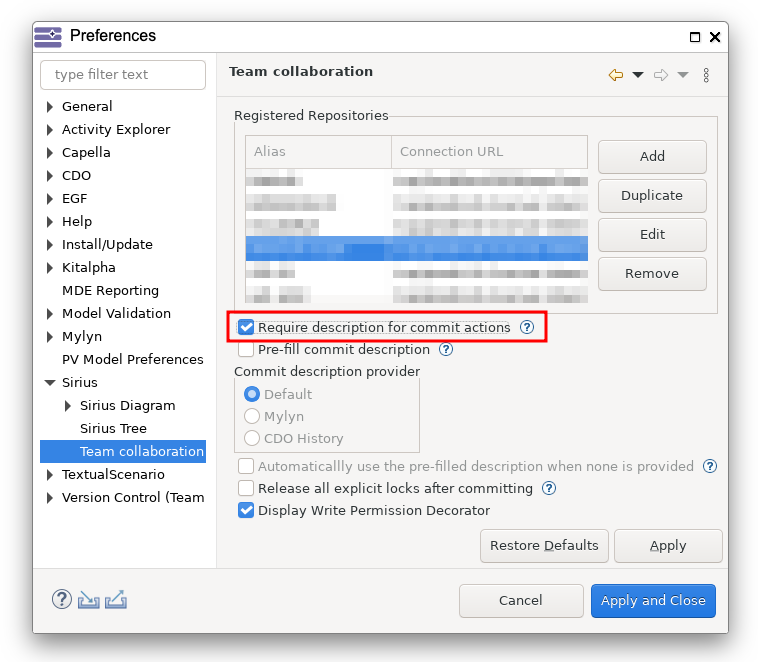 Preferences
type filter text
General
Activity Explorer
Capella
CDO
EGF
Help
Install/Update
Kitalpha
MDE Reporting
Model Validation
Mylyn
PV Model Preferences
Sirius
Sirius Diagram
Sirius Tree
Team collaboration
TextualScenario
Version Control (Team
Team collaboration
Registered Repositories
Alias Connection URL
Add
Duplicate
Edit
Remove
Require description for commit actions
Pre-fill commit description
Commit description provider
Default
Mylyn
CDO History
Automaticallly use the pre-filled description when none is provided
Release all explicit locks after committing
Display Write Permission Decorator
Restore Defaults Apply
Cancel Apply and Close